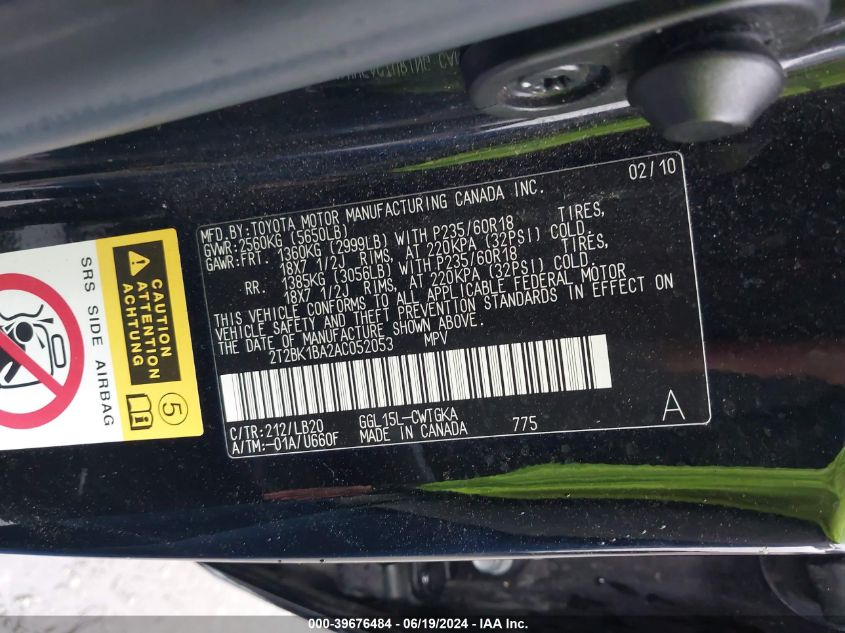 02/10
MFD.BY:TOYOTA MOTOR MANUFACTURING CANADA INC.
GVWR:2560KG (5650LB)
GAWR:FRT. 1360KG (2999LB) WITH P235/60R18 TIRES,
18X7 1/2J RIMS, AT 220KPA (32PSI) COLD.
RR. 1385KG (3056LB) WITH P235/60R18 TIRES,
18X7 1/2J RIMS, AT 220KPA (32PSI) COLD.
THIS VEHICLE CONFORMS TO ALL APPLICABLE FEDERAL MOTOR
VEHICLE SAFETY AND THEFT PREVENTION STANDARDS IN EFFECT ON
THE DATE OF MANUFACTURE SHOWN ABOVE.
2T2BK1BA2AC052053 MPV
C/TR:212/LB20 GGL15L-CWTGKA 775 A
A/TM:-01A/U660F MADE IN CANADA
SRS SIDE AIRBAG
CAUTION
ATTENTION
ACHTUNG
5
000-39676484 / 06/19/2024 / IAA Inc.